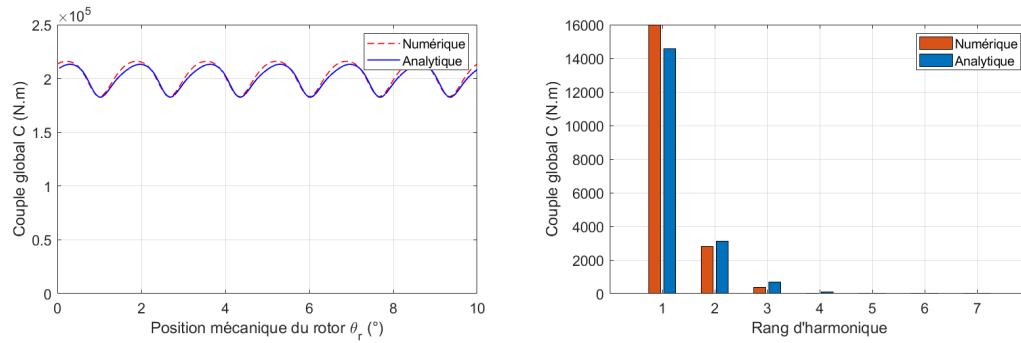 ×10⁵
2.5
2
1.5
1
0.5
0
Couple global C (N.m)
0 2 4 6 8 10
Position mécanique du rotor θr (°)
Numérique
Analytique
16000
14000
12000
10000
8000
6000
4000
2000
0
Couple global C (N.m)
1 2 3 4 5 6 7
Rang d'harmonique
Numérique
Analytique